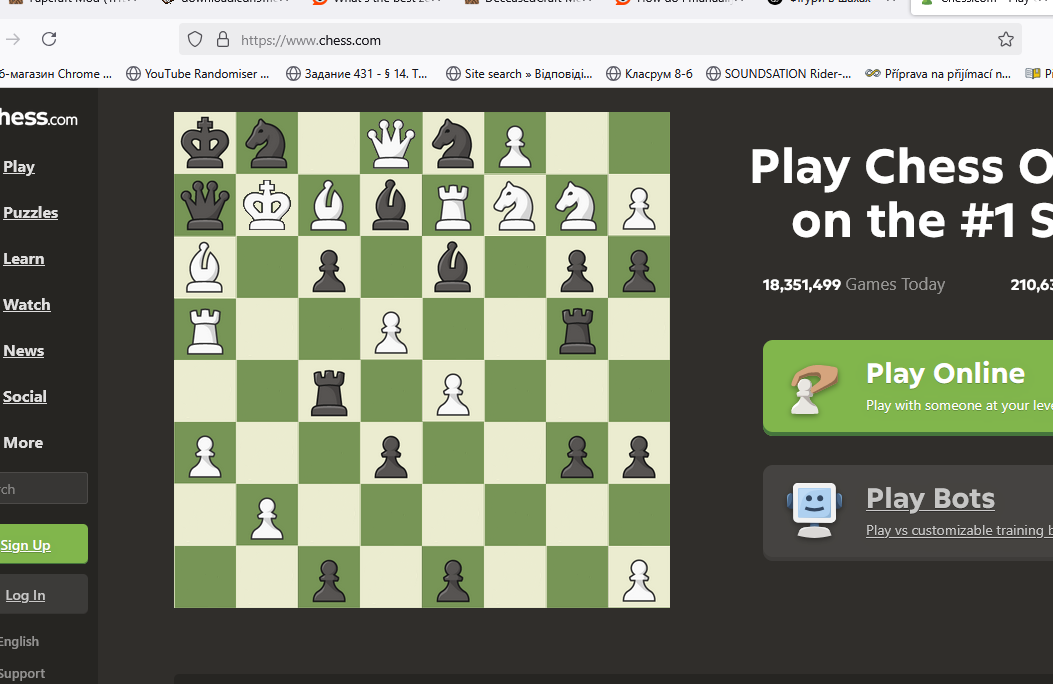 https://www.chess.com
б-магазин Chrome ...
YouTube Randomiser ...
Задание 431 - § 14. Т...
Site search » Відповіді...
Класрум 8-6
SOUNDSATION Rider-...
Příprava na přijímací n...
hess.com
Play
Puzzles
Learn
Watch
News
Social
More
rch
Sign Up
Log In
English
Support
Play Chess O
on the #1 S
18,351,499 Games Today
210,63
Play Online
Play with someone at your leve
Play Bots
Play vs customizable training b